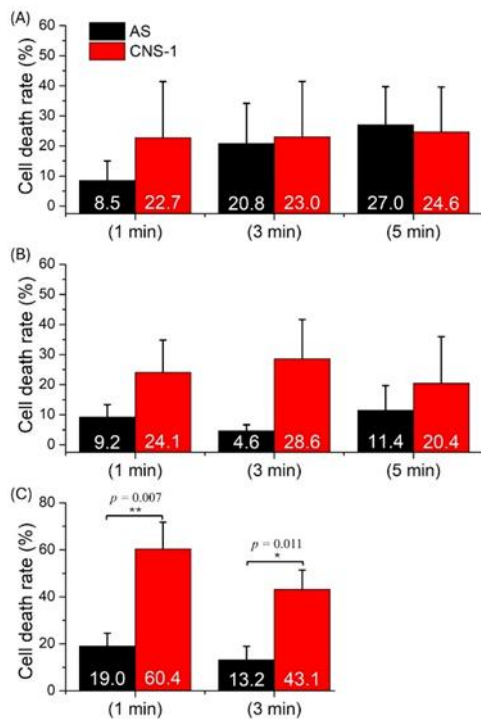 (A)
AS
CNS-1
Cell death rate (%)
60
50
40
30
20
10
0
8.5 22.7 20.8 23.0 27.0 24.6
(1 min) (3 min) (5 min)
(B)
Cell death rate (%)
60
50
40
30
20
10
0
9.2 24.1 4.6 28.6 11.4 20.4
(1 min) (3 min) (5 min)
(C)
Cell death rate (%)
80
60
40
20
0
p = 0.007
**
p = 0.011
*
19.0 60.4 13.2 43.1
(1 min) (3 min)